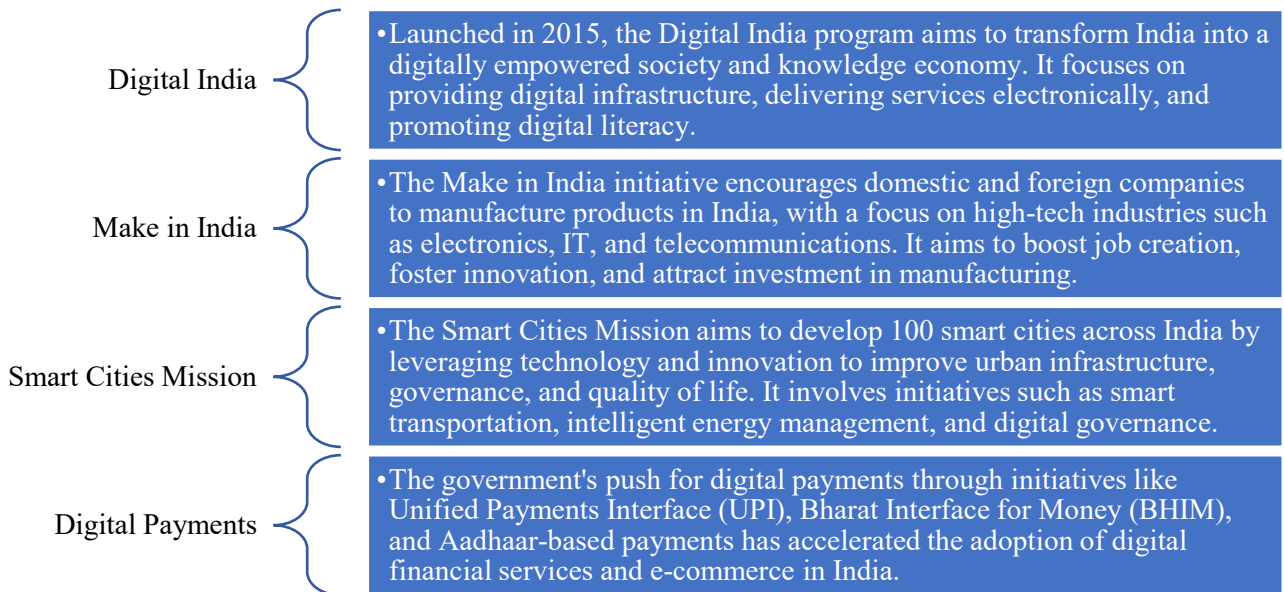 Digital India
•Launched in 2015, the Digital India program aims to transform India into a
digitally empowered society and knowledge economy. It focuses on
providing digital infrastructure, delivering services electronically, and
promoting digital literacy.
Make in India
•The Make in India initiative encourages domestic and foreign companies
to manufacture products in India, with a focus on high-tech industries such
as electronics, IT, and telecommunications. It aims to boost job creation,
foster innovation, and attract investment in manufacturing.
Smart Cities Mission
•The Smart Cities Mission aims to develop 100 smart cities across India by
leveraging technology and innovation to improve urban infrastructure,
governance, and quality of life. It involves initiatives such as smart
transportation, intelligent energy management, and digital governance.
Digital Payments
•The government's push for digital payments through initiatives like
Unified Payments Interface (UPI), Bharat Interface for Money (BHIM),
and Aadhaar-based payments has accelerated the adoption of digital
financial services and e-commerce in India.